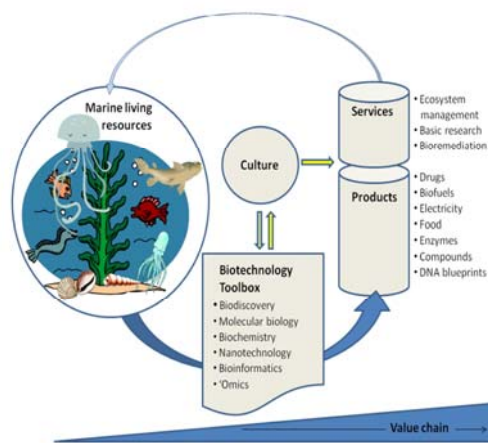 Marine living
resources
Culture
Biotechnology
Toolbox
• Biodiscovery
• Molecular biology
• Biochemistry
• Nanotechnology
• Bioinformatics
• 'Omics
Services
• Ecosystem
management
• Basic research
• Bioremediation
Products
• Drugs
• Biofuels
• Electricity
• Food
• Enzymes
• Compounds
• DNA blueprints
Value chain